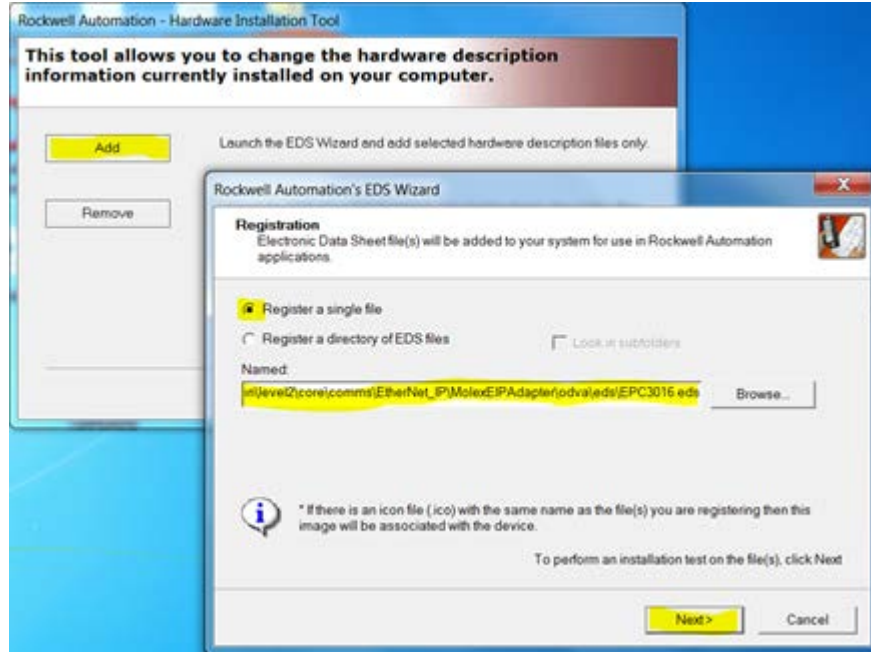 Rockwell Automation - Hardware Installation Tool
This tool allows you to change the hardware description
information currently installed on your computer.
Add
Launch the EDS Wizard and add selected hardware description files only.
Remove
Rockwell Automation's EDS Wizard
Registration
Electronic Data Sheet file(s) will be added to your system for use in Rockwell Automation
applications.
Register a single file
Register a directory of EDS files
Look in subfolders
Named:
\level2\core\comms\EtherNet_IP\MolexEIPAdapter\odva\eds\EPC3016.eds
Browse...
* If there is an icon file (.ico) with the same name as the file(s) you are registering then this
image will be associated with the device.
To perform an installation test on the file(s), click Next
Next >
Cancel